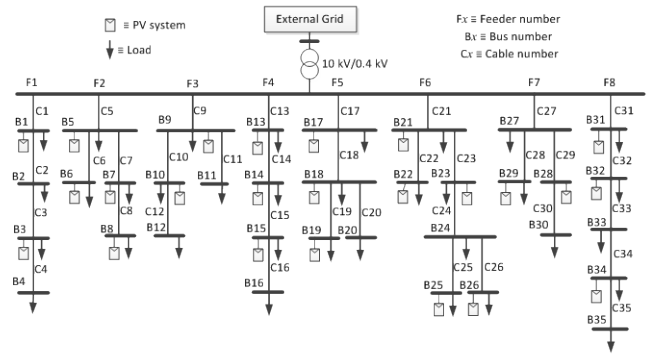 External Grid
≡ PV system
≡ Load
Fx ≡ Feeder number
Bx ≡ Bus number
Cx ≡ Cable number
10 kV/0.4 kV
F1 F2 F3 F4 F5 F6 F7 F8
C1 C5 C9 C13 C17 C21 C27 C31
B1 B5 B9 B13 B17 B21 B27 B31
C2 C6 C7 C10 C11 C14 C18 C22 C23 C28 C29 C32
B2 B6 B7 B10 B11 B14 B18 B22 B23 B29 B28 B32
C3 C8 C12 C15 C19 C20 C24 C30 C33
B3 B8 B12 B15 B19 B20 B24 B30 B33
C4 C16 C25 C26 C34
B4 B16 B25 B26 B34
C35
B35